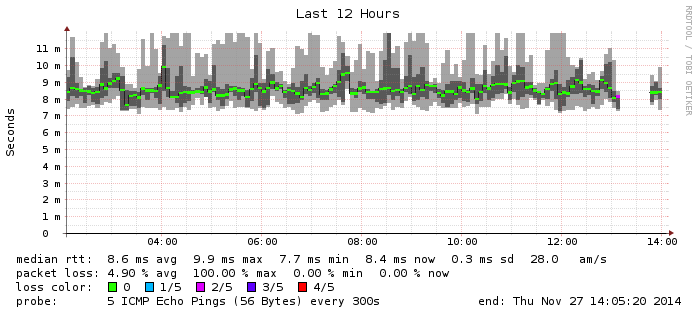 Last 12 Hours
RRDTOOL / TOBI OETIKER
Seconds
11 m
10 m
9 m
8 m
7 m
6 m
5 m
4 m
3 m
2 m
1 m
0
04:00 06:00 08:00 10:00 12:00 14:00
median rtt: 8.6 ms avg 9.9 ms max 7.7 ms min 8.4 ms now 0.3 ms sd 28.0 am/s
packet loss: 4.90 % avg 100.00 % max 0.00 % min 0.00 % now
loss color: 0 1/5 2/5 3/5 4/5
probe: 5 ICMP Echo Pings (56 Bytes) every 300s end: Thu Nov 27 14:05:20 2014